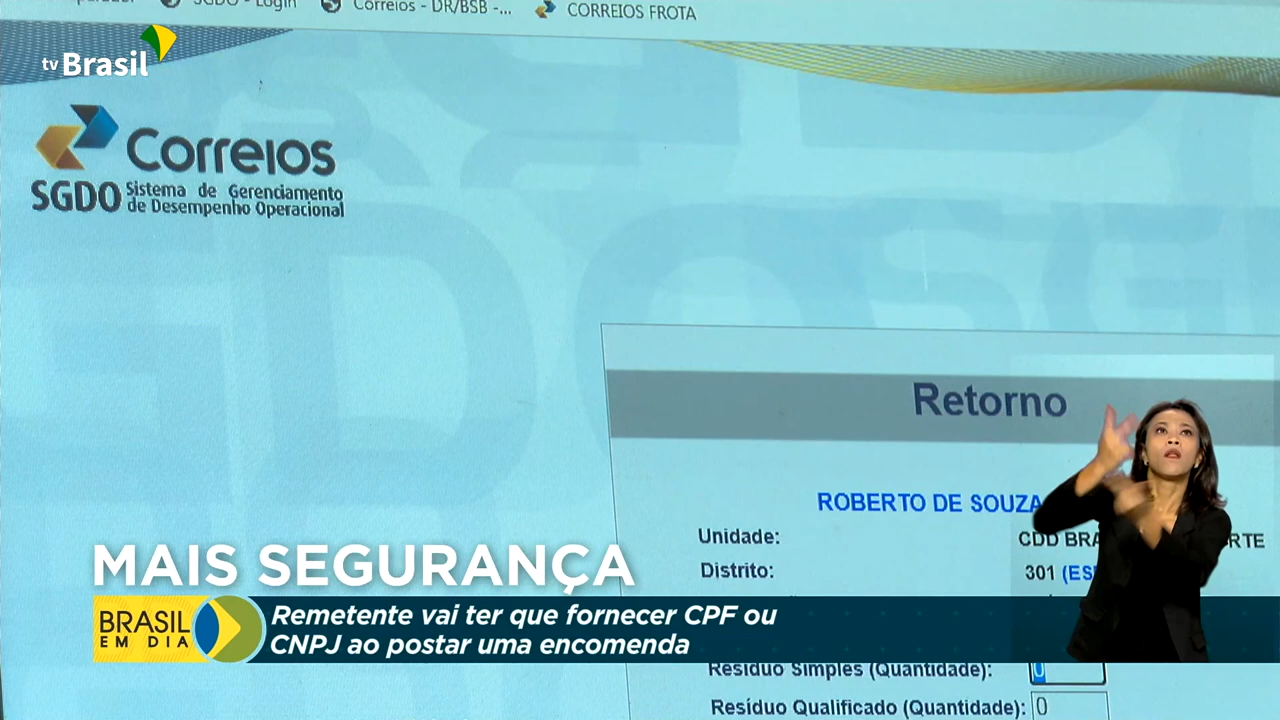 SGDO - Login
Correios - DR/BSB -...
CORREIOS FROTA
tv Brasil
Correios
SGDO Sistema de Gerenciamento
de Desempenho Operacional
Retorno
ROBERTO DE SOUZA
Unidade: CDD
Distrito: 301
MAIS SEGURANÇA
BRASIL
EM DIA
Remetente vai ter que fornecer CPF ou
CNPJ ao postar uma encomenda
Resíduo Simples (Quantidade): 0
Resíduo Qualificado (Quantidade): 0